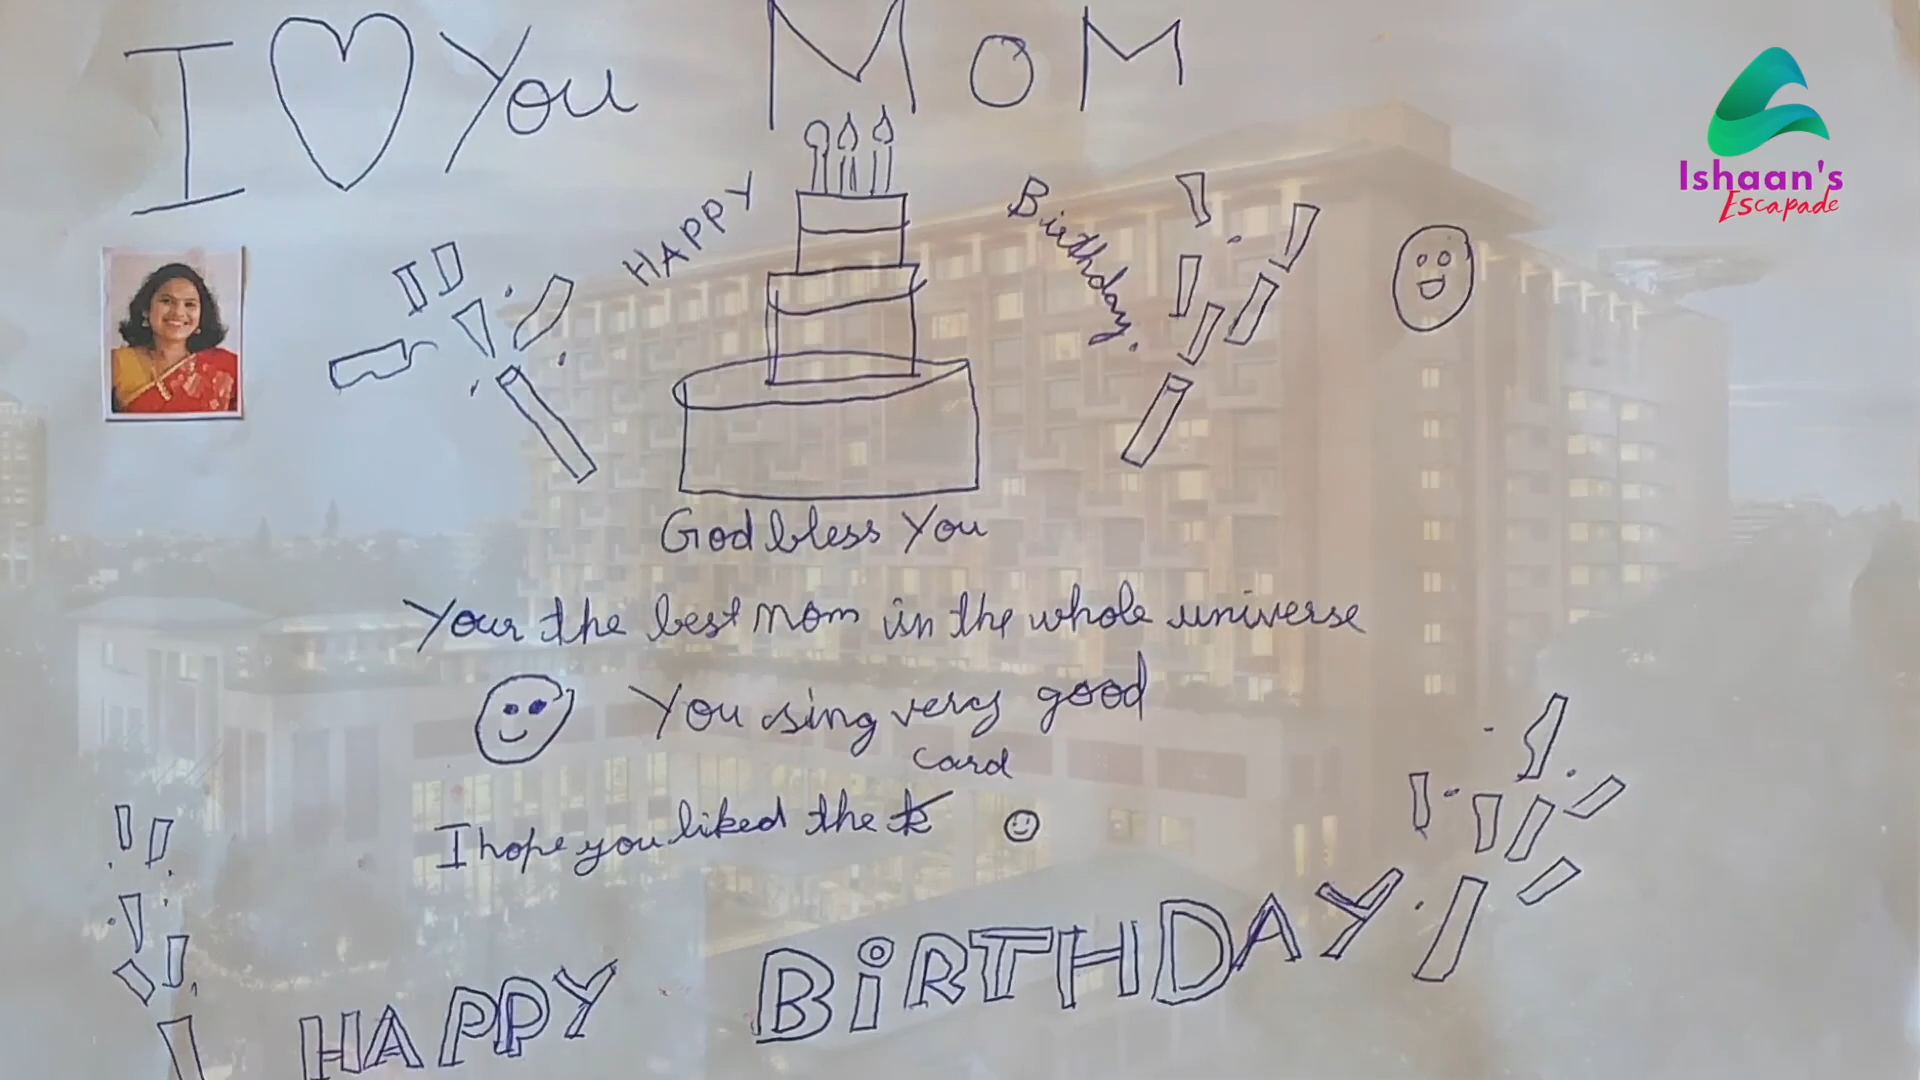 I You MOM
Ishaan's
Escapade
HAPPY
Birthday
God bless You
Your the best Mom in the whole universe
You sing very good
card
I hope you liked the
HAPPY BiRTHDAY